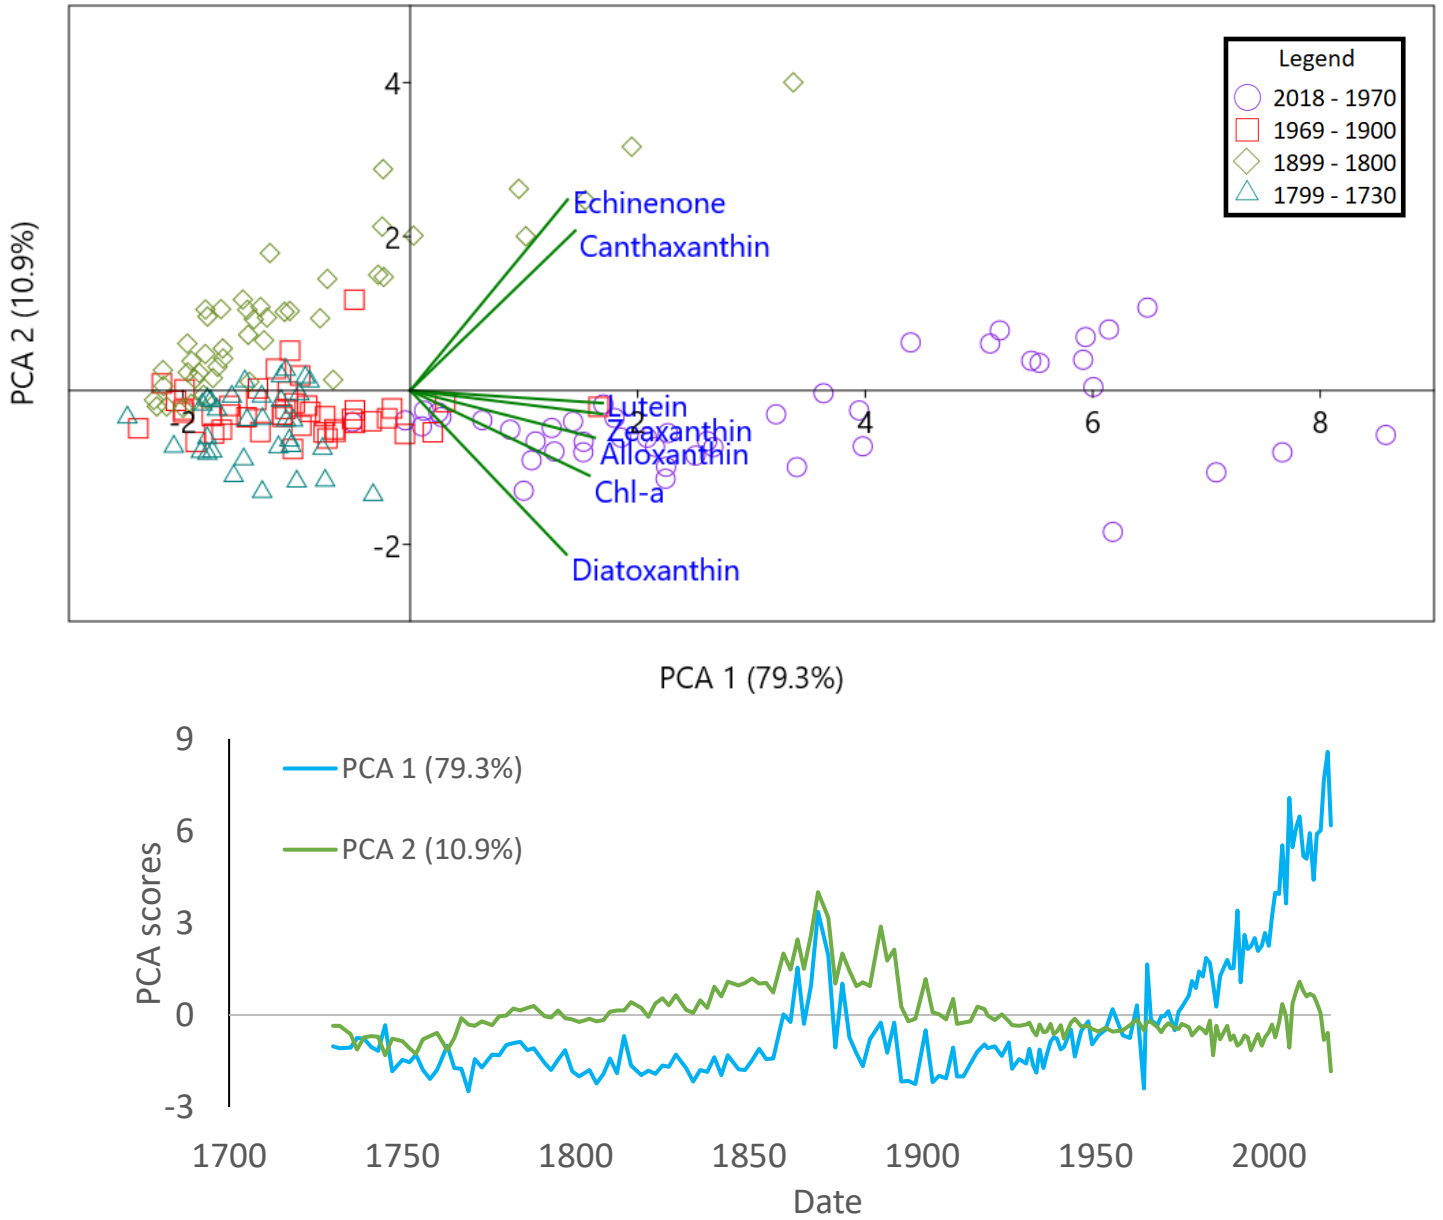 4
2
-2
-2
2
4
6
8
PCA 2 (10.9%)
Legend
2018 - 1970
1969 - 1900
1899 - 1800
1799 - 1730
Echinenone
Canthaxanthin
Lutein
Zeaxanthin
Alloxanthin
Chl-a
Diatoxanthin
PCA 1 (79.3%)
9
6
3
0
-3
PCA scores
PCA 1 (79.3%)
PCA 2 (10.9%)
1700
1750
1800
1850
1900
1950
2000
Date